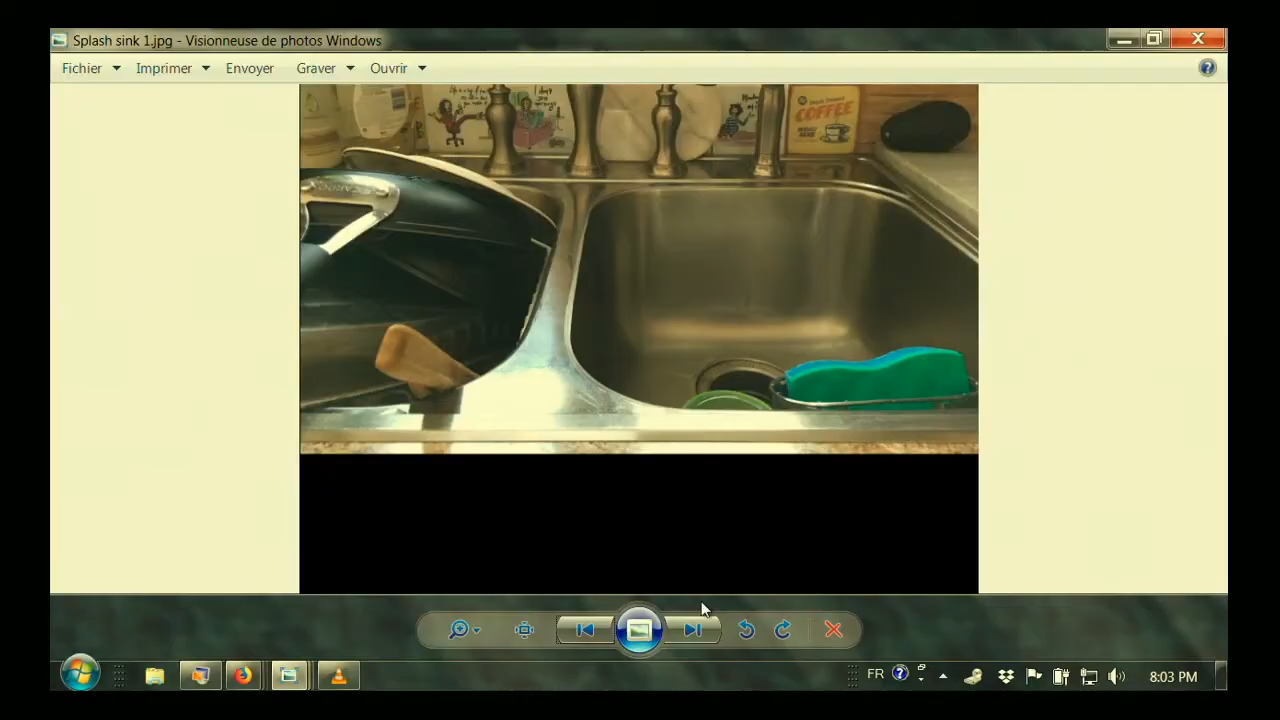 Splash sink 1.jpg - Visionneuse de photos Windows
Fichier Imprimer Envoyer Graver Ouvrir
COFFEE
FR
8:03 PM